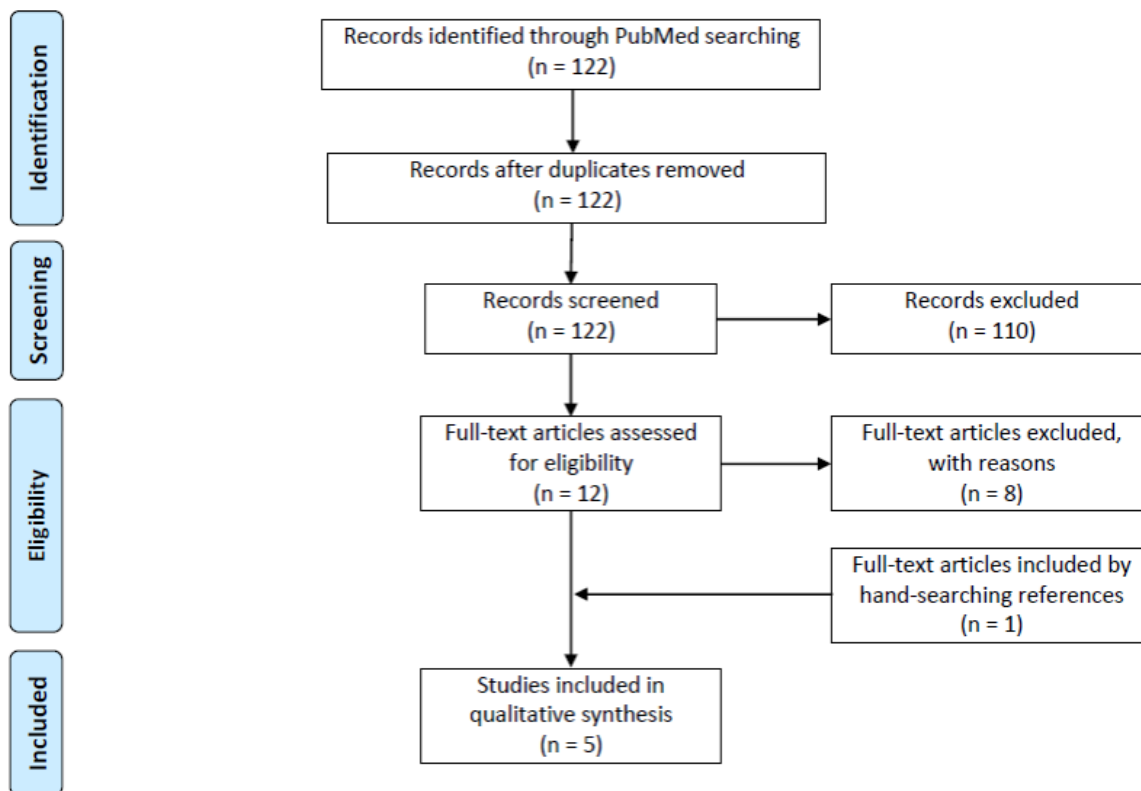 Identification
Records identified through PubMed searching
(n = 122)
Records after duplicates removed
(n = 122)
Screening
Records screened
(n = 122)
Records excluded
(n = 110)
Eligibility
Full-text articles assessed
for eligibility
(n = 12)
Full-text articles excluded,
with reasons
(n = 8)
Full-text articles included by
hand-searching references
(n = 1)
Included
Studies included in
qualitative synthesis
(n = 5)